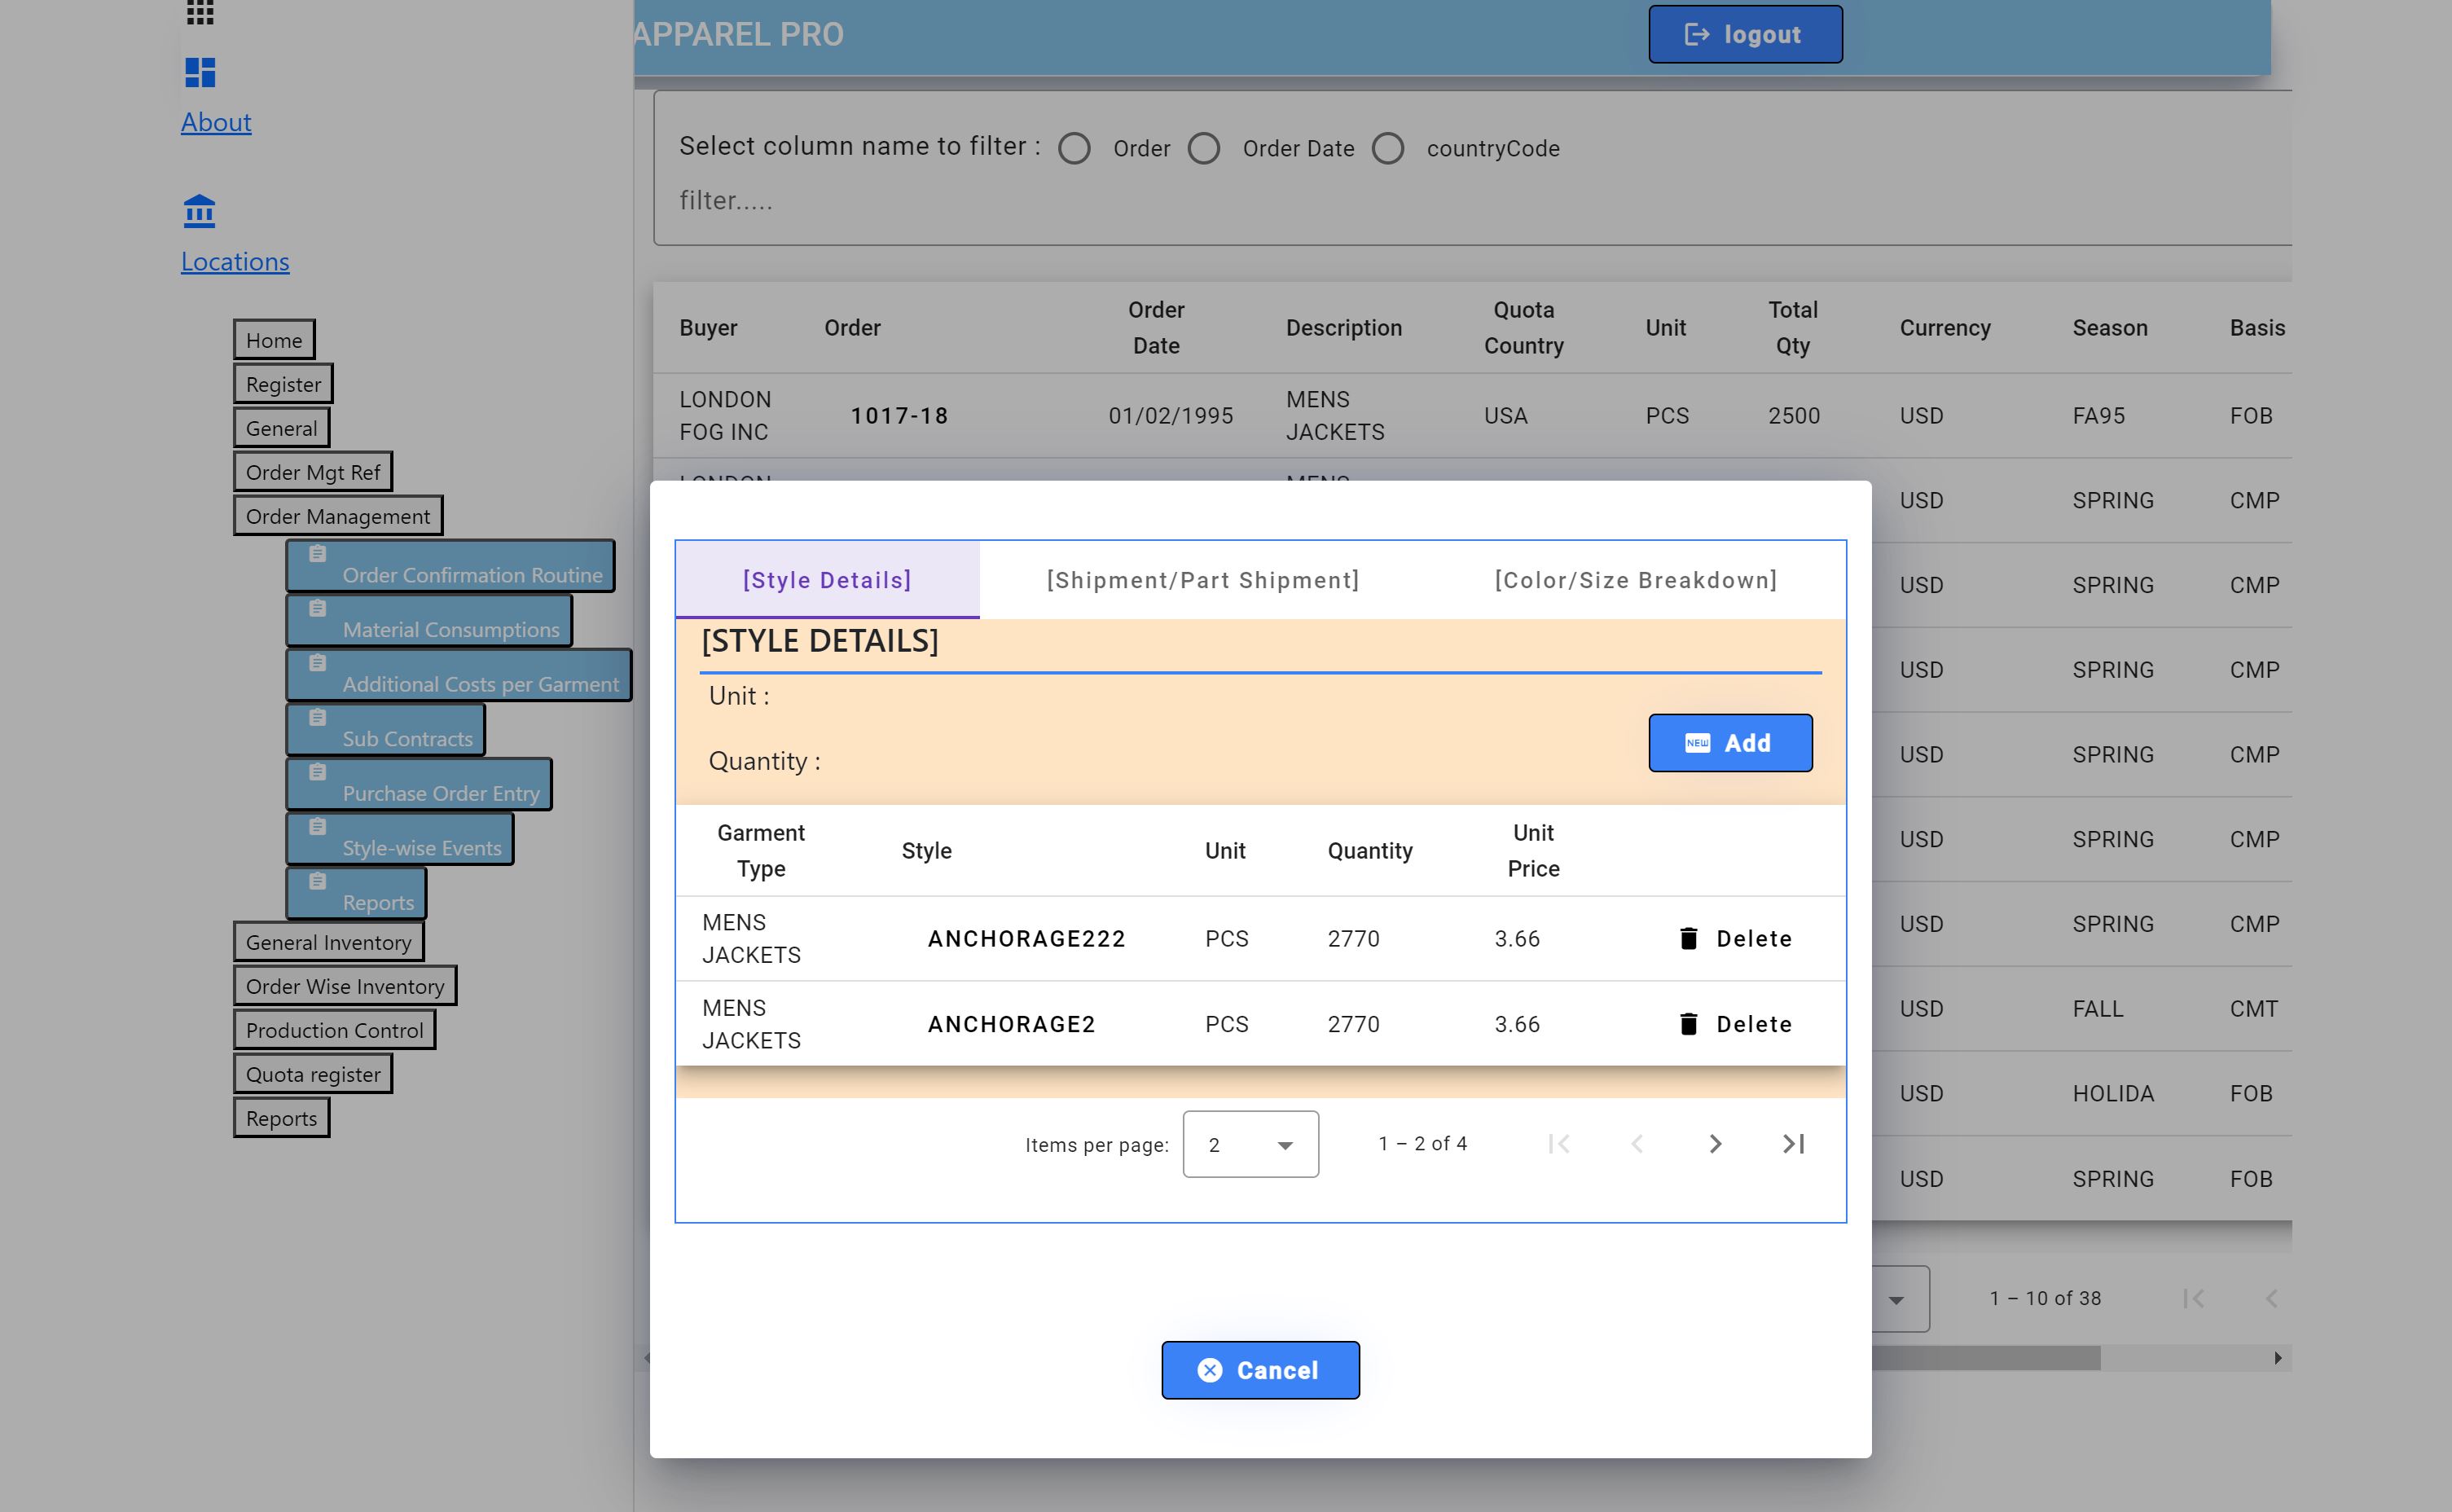 APPAREL PRO
logout
About
Locations
Home
Register
General
Order Mgt Ref
Order Management
Order Confirmation Routine
Material Consumptions
Additional Costs per Garment
Sub Contracts
Purchase Order Entry
Style-wise Events
Reports
General Inventory
Order Wise Inventory
Production Control
Quota register
Reports
Select column name to filter : Order Order Date countryCode
filter.....
Buyer Order Order Date Description Quota Country Unit Total Qty Currency Season Basis
LONDON FOG INC 1017-18 01/02/1995 MENS JACKETS USA PCS 2500 USD FA95 FOB
LONDON MENS USD SPRING CMP
USD SPRING CMP
USD SPRING CMP
USD SPRING CMP
USD SPRING CMP
USD SPRING CMP
USD FALL CMT
USD HOLIDA FOB
USD SPRING FOB
1 – 10 of 38
[Style Details] [Shipment/Part Shipment] [Color/Size Breakdown]
[STYLE DETAILS]
Unit :
NEW Add
Quantity :
Garment Type Style Unit Quantity Unit Price
MENS JACKETS ANCHORAGE222 PCS 2770 3.66 Delete
MENS JACKETS ANCHORAGE2 PCS 2770 3.66 Delete
Items per page: 2 1 – 2 of 4
Cancel